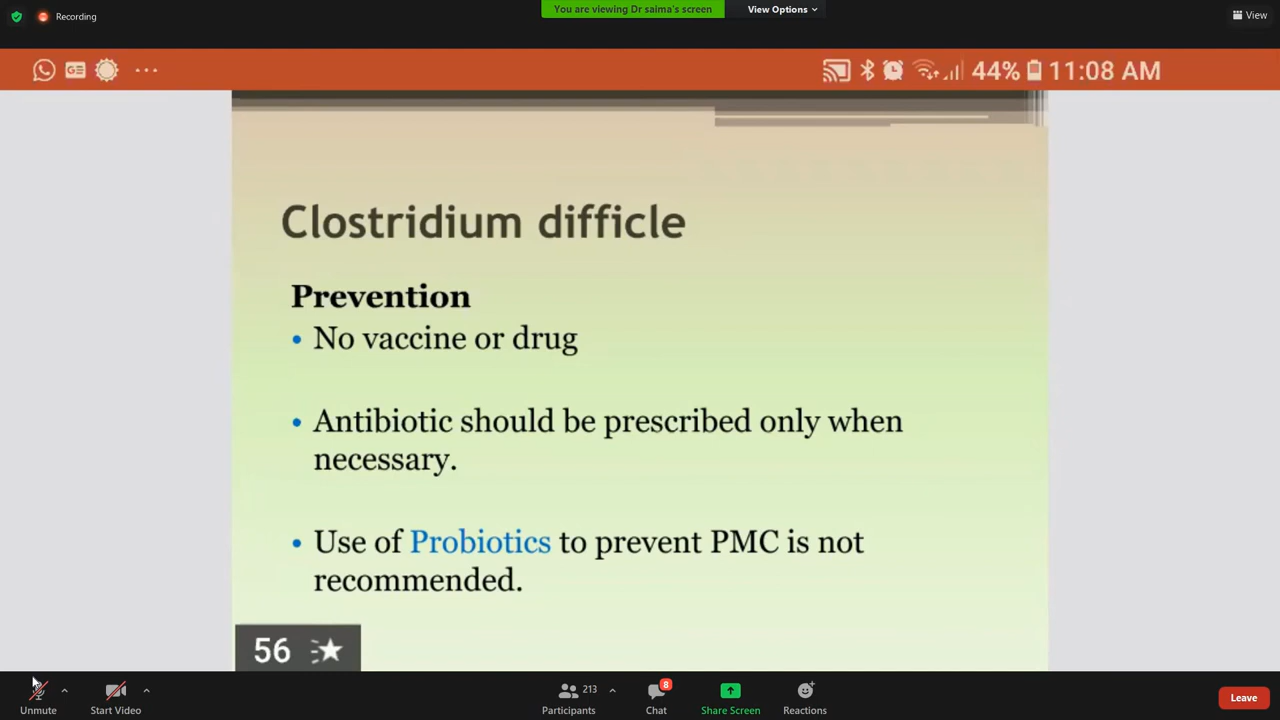 Recording
You are viewing Dr saima's screen
View Options
View
GE
44%
11:08 AM
Clostridium difficle
Prevention
• No vaccine or drug
• Antibiotic should be prescribed only when
necessary.
• Use of Probiotics to prevent PMC is not
recommended.
56
Unmute
Start Video
213
Participants
8
Chat
Share Screen
Reactions
Leave